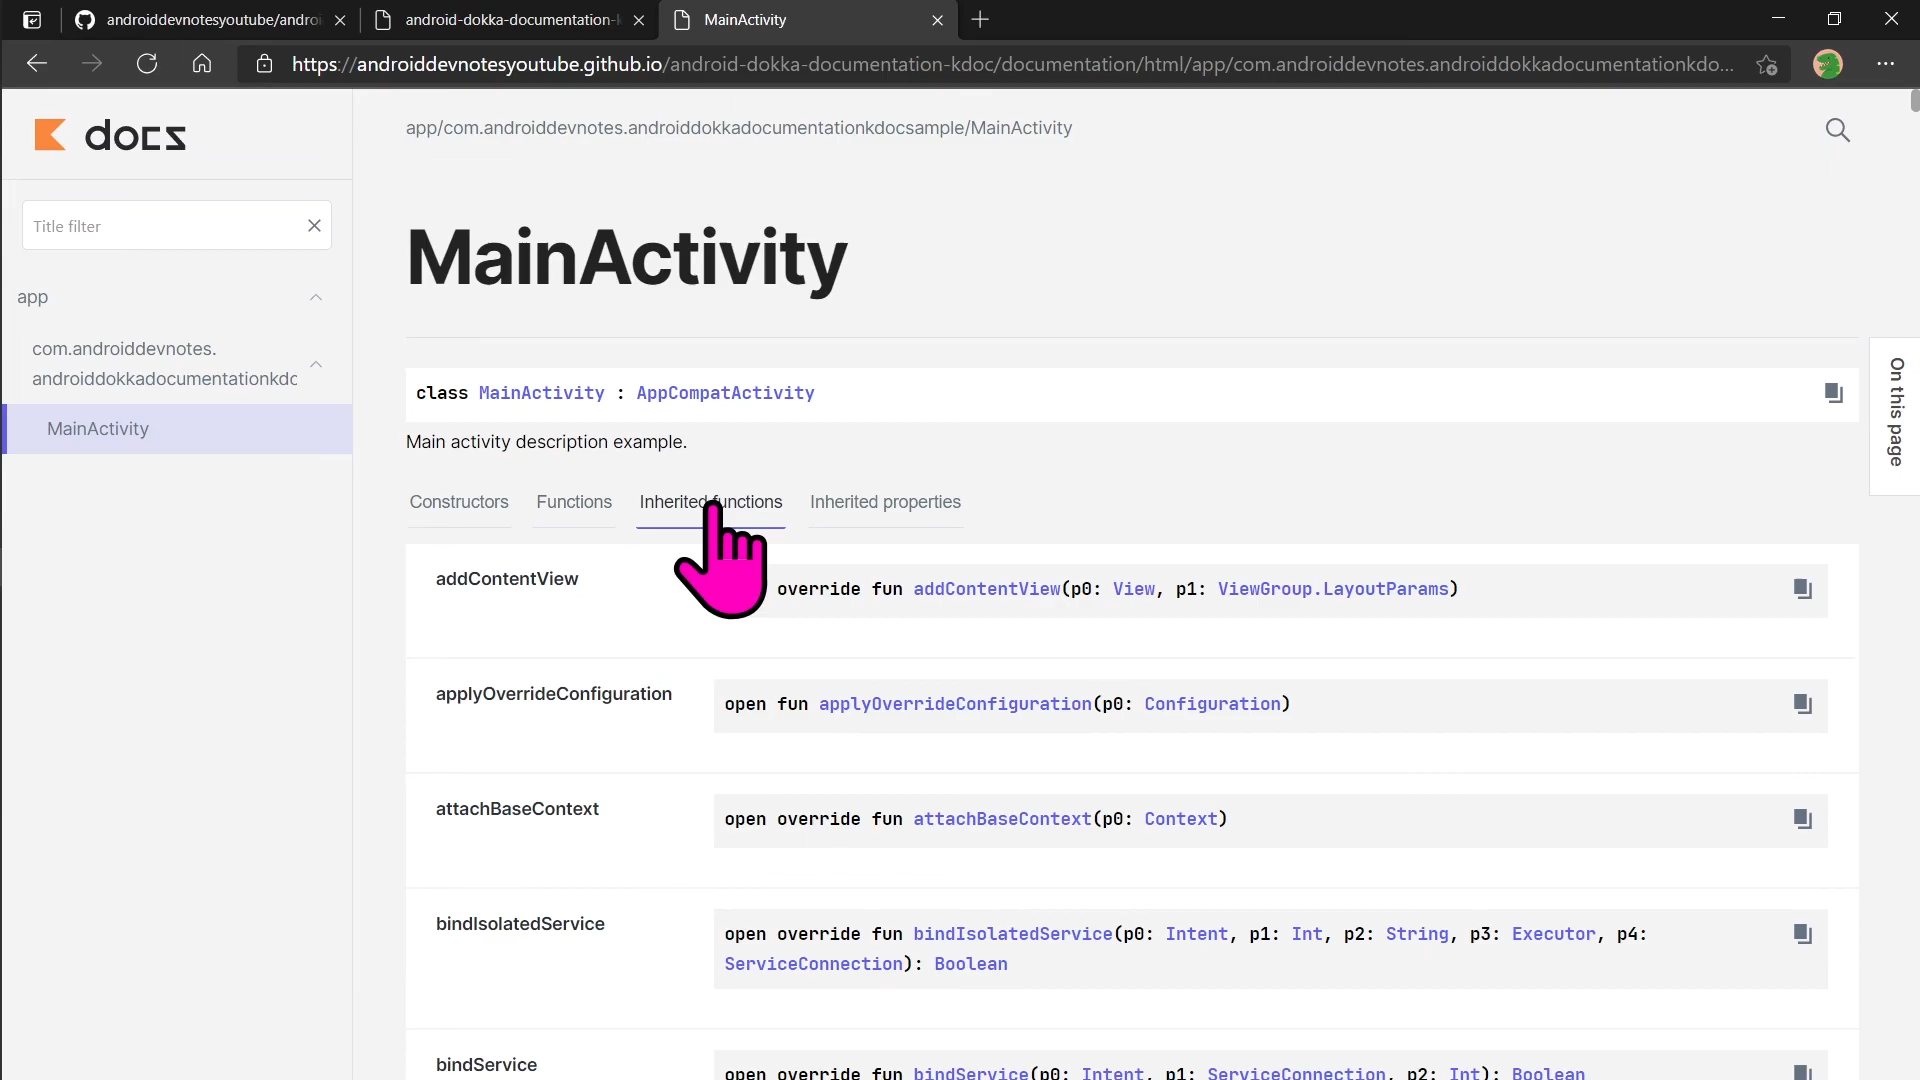 androiddevnotesyoutube/androi
android-dokka-documentation-k
MainActivity
https://androiddevnotesyoutube.github.io/android-dokka-documentation-kdoc/documentation/html/app/com.androiddevnotes.androiddokkadocumentationkdo...
docs
app/com.androiddevnotes.androiddokkadocumentationkdocsample/MainActivity
Title filter
app
com.androiddevnotes.
androiddokkadocumentationkdc
MainActivity
MainActivity
class MainActivity : AppCompatActivity
Main activity description example.
On this page
Constructors Functions Inherited functions Inherited properties
addContentView
override fun addContentView(p0: View, p1: ViewGroup.LayoutParams)
applyOverrideConfiguration
open fun applyOverrideConfiguration(p0: Configuration)
attachBaseContext
open override fun attachBaseContext(p0: Context)
bindIsolatedService
open override fun bindIsolatedService(p0: Intent, p1: Int, p2: String, p3: Executor, p4:
ServiceConnection): Boolean
bindService
open override fun bindService(p0: Intent, p1: ServiceConnection, p2: Int): Boolean